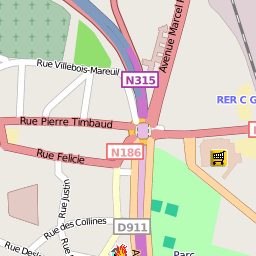 Avenue Marcel
Rue Villebois-Mareuil
N315
RER C G
Rue Pierre Timbaud
D
N186
Rue Felicie
Rue Justin
Rue des Collines
D911
Rue
Parc
A